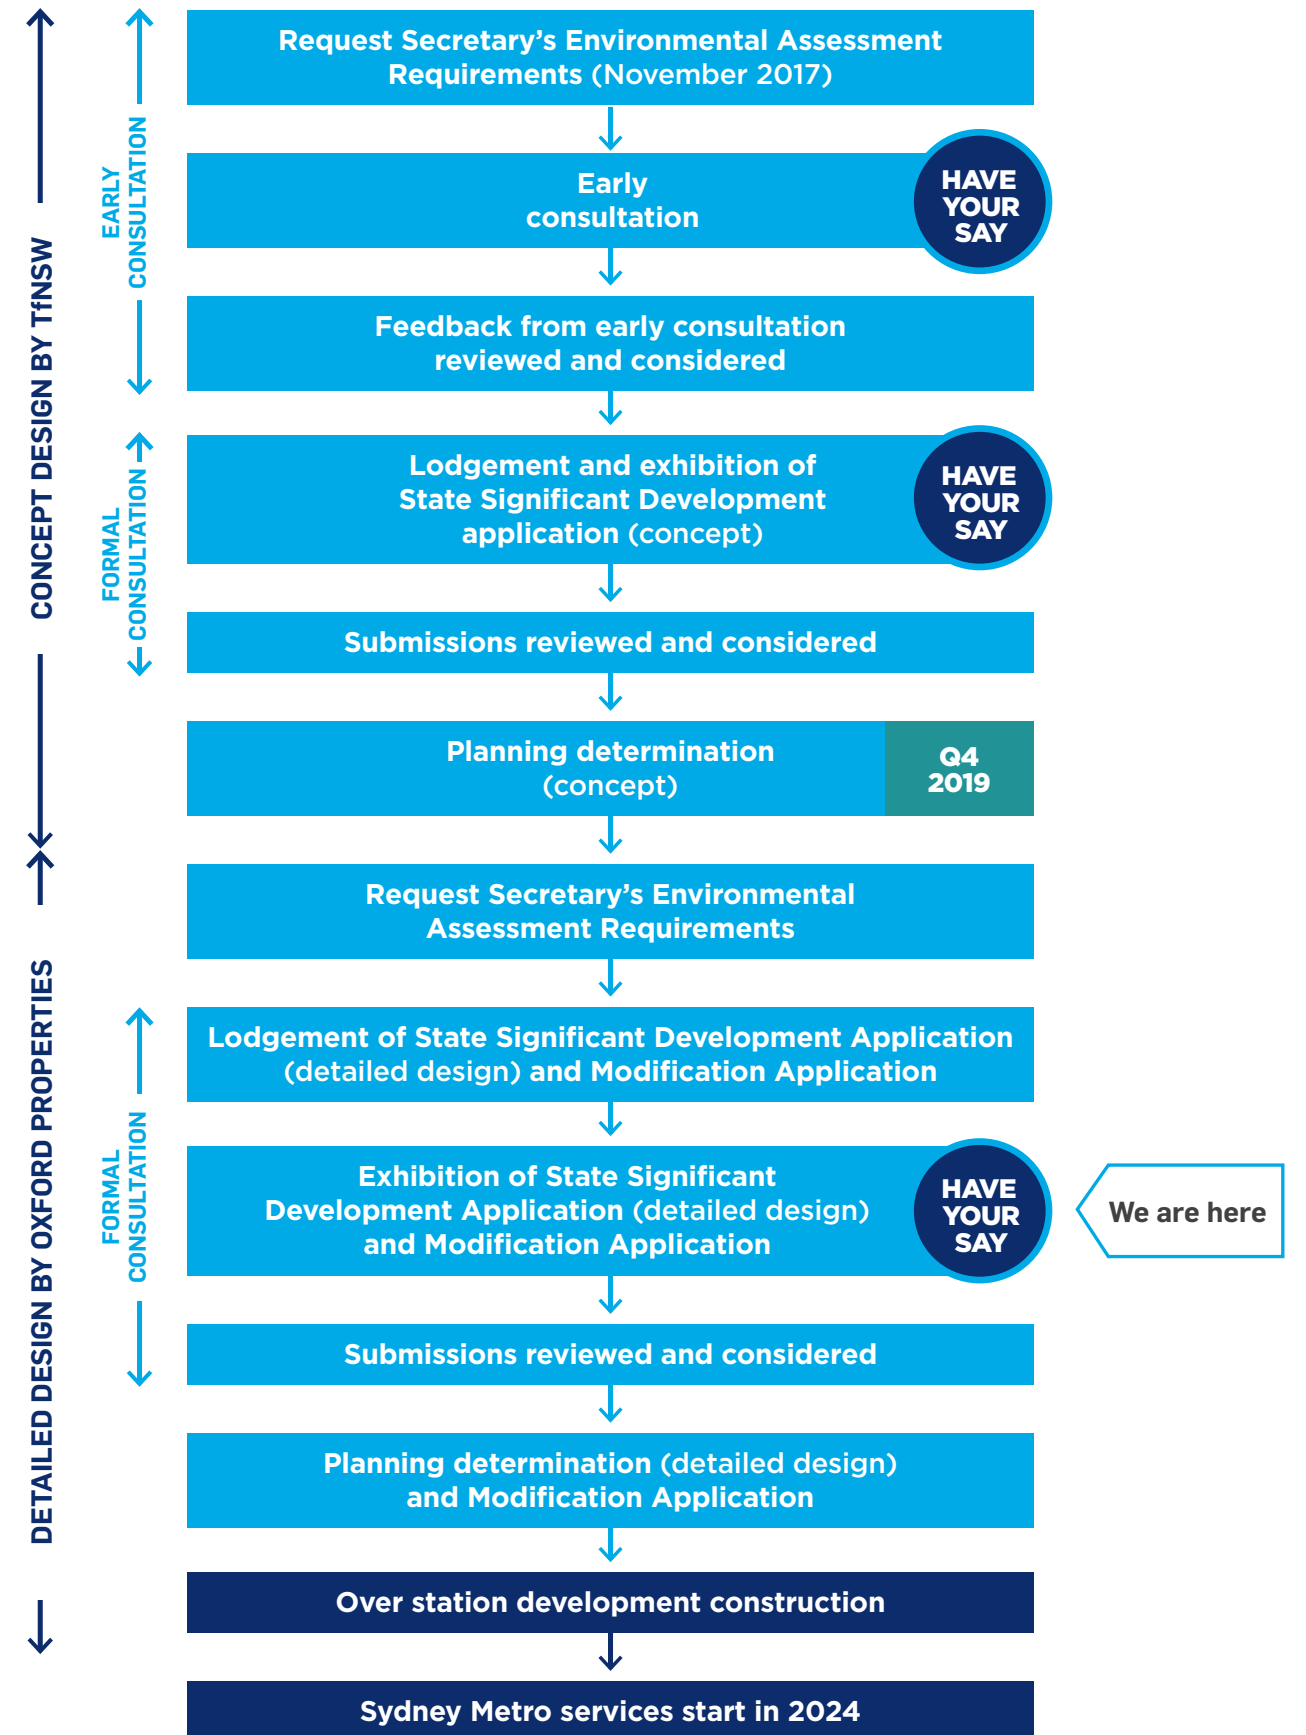 CONCEPT DESIGN BY TfNSW
EARLY
CONSULTATION
Request Secretary’s Environmental Assessment
Requirements (November 2017)
Early
consultation
HAVE
YOUR
SAY
Feedback from early consultation
reviewed and considered
FORMAL
CONSULTATION
Lodgement and exhibition of
State Significant Development
application (concept)
HAVE
YOUR
SAY
Submissions reviewed and considered
Planning determination
(concept)
Q4
2019
DETAILED DESIGN BY OXFORD PROPERTIES
Request Secretary’s Environmental
Assessment Requirements
FORMAL
CONSULTATION
Lodgement of State Significant Development Application
(detailed design) and Modification Application
Exhibition of State Significant
Development Application (detailed design)
and Modification Application
HAVE
YOUR
SAY
We are here
Submissions reviewed and considered
Planning determination (detailed design)
and Modification Application
Over station development construction
Sydney Metro services start in 2024